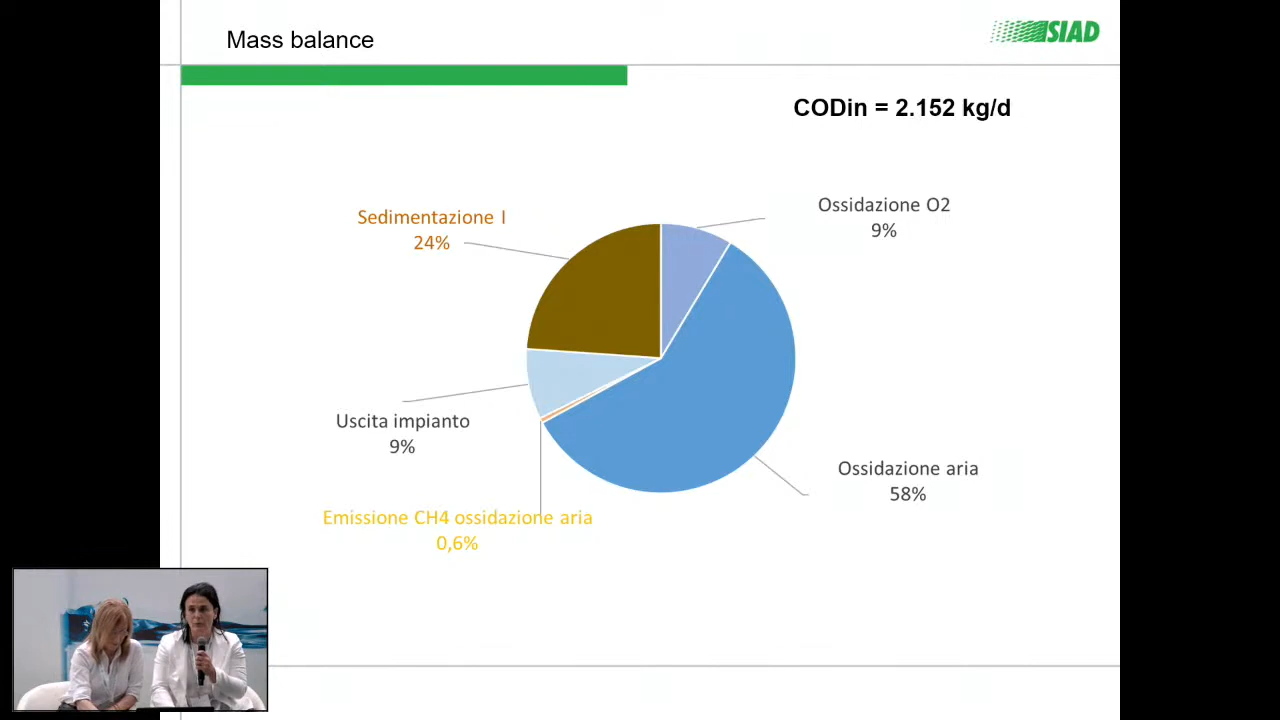 Mass balance
SIAD
CODin = 2.152 kg/d
Sedimentazione I
24%
Ossidazione O2
9%
Uscita impianto
9%
Ossidazione aria
58%
Emissione CH4 ossidazione aria
0,6%